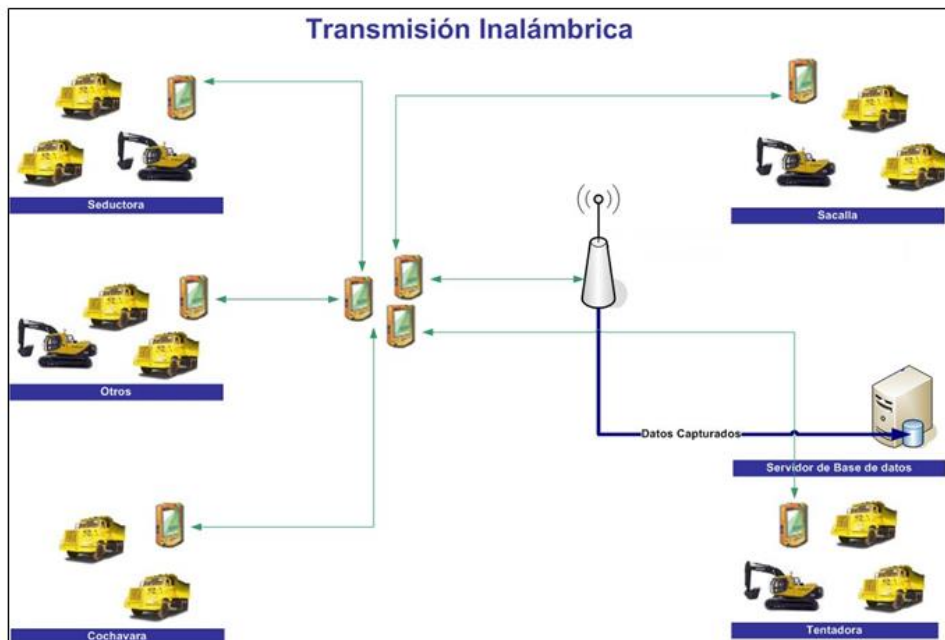 Transmisión Inalámbrica
Seductora
Sacalla
Otros
Datos Capturados
Servidor de Base de datos
Cochavara
Tentadora